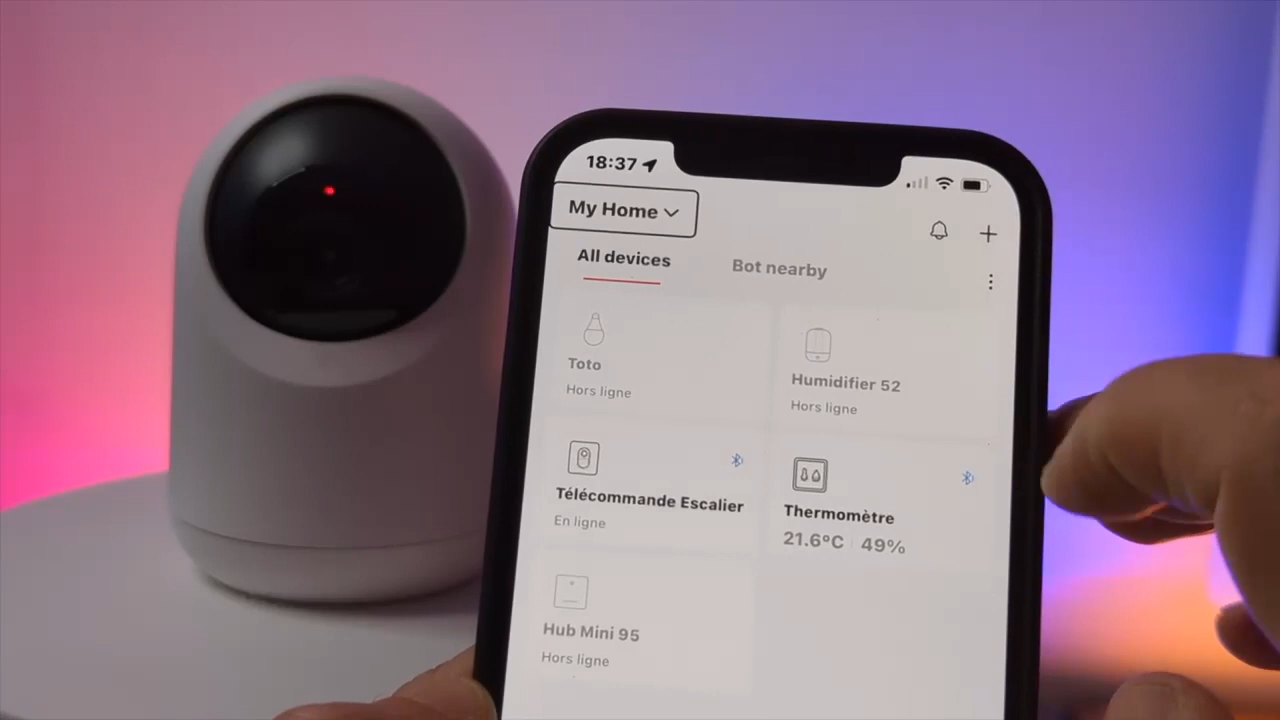 18:37
My Home
All devices
Bot nearby
Toto
Hors ligne
Humidifier 52
Hors ligne
Télécommande Escalier
En ligne
Thermomètre
21.6°C 49%
Hub Mini 95
Hors ligne